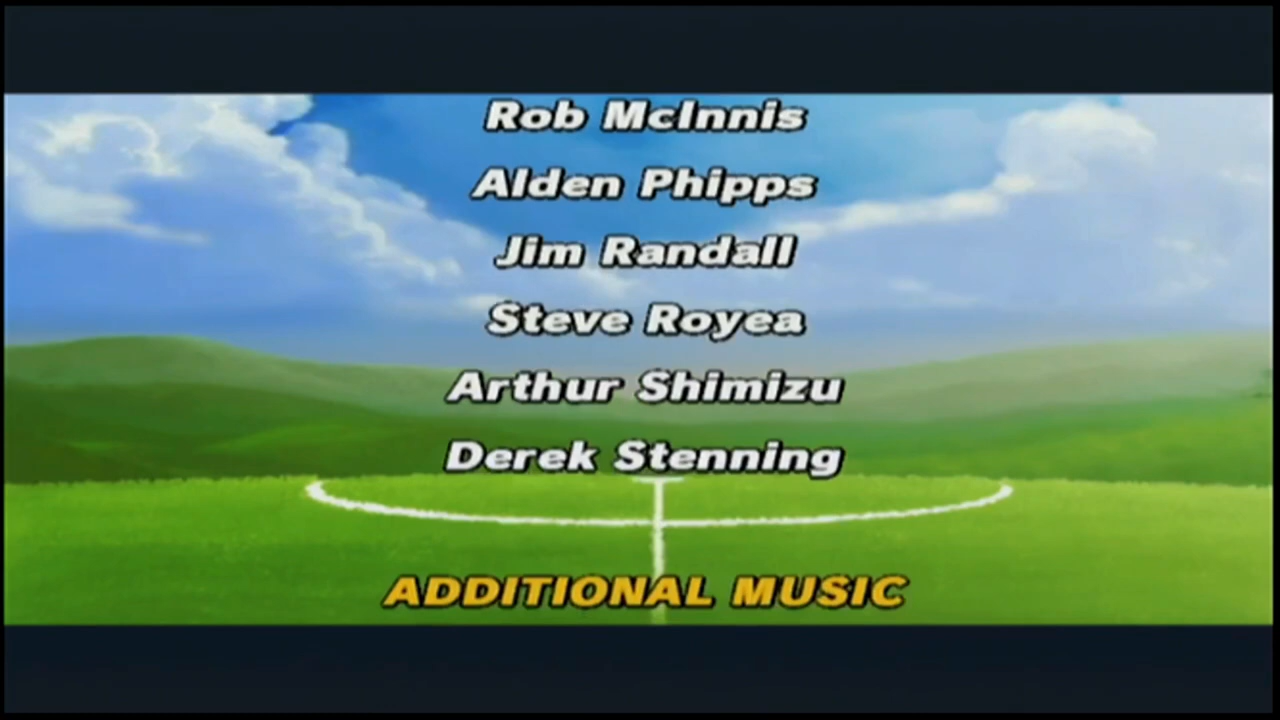 Rob McInnis
Alden Phipps
Jim Randall
Steve Royea
Arthur Shimizu
Derek Stenning
ADDITIONAL MUSIC